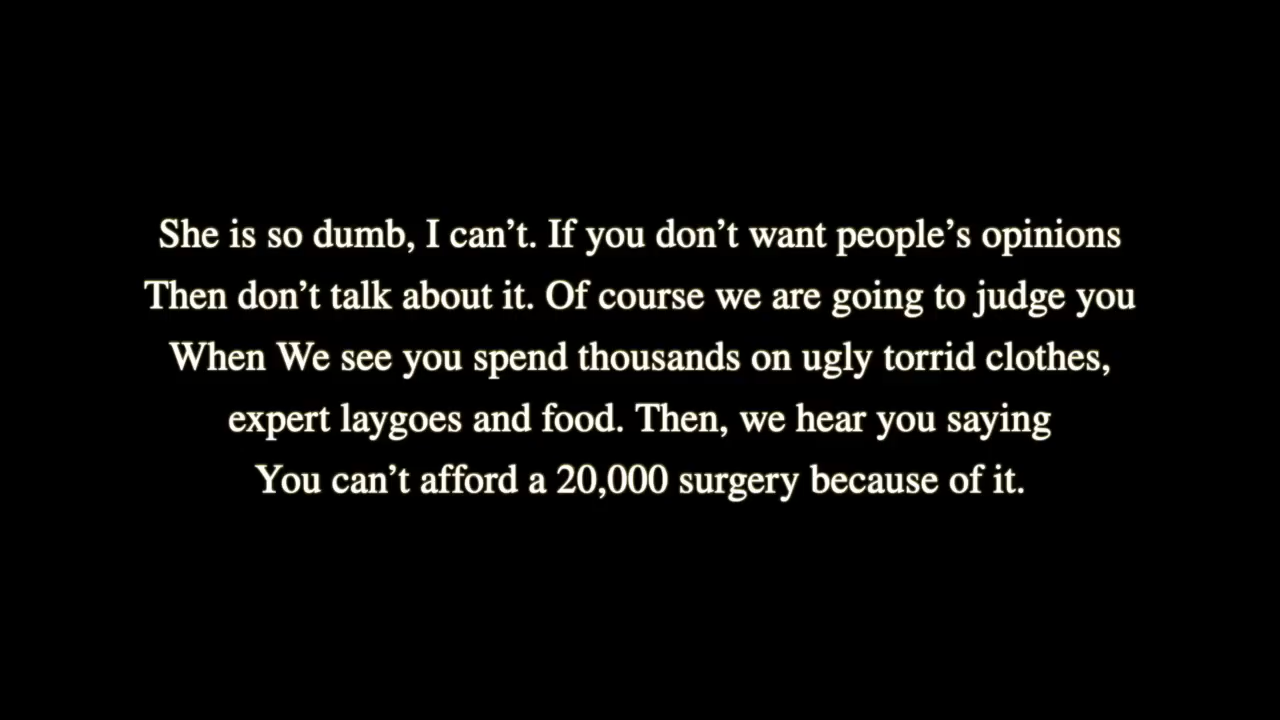 She is so dumb, I can’t. If you don’t want people’s opinions
Then don’t talk about it. Of course we are going to judge you
When We see you spend thousands on ugly torrid clothes,
expert laygoes and food. Then, we hear you saying
You can’t afford a 20,000 surgery because of it.